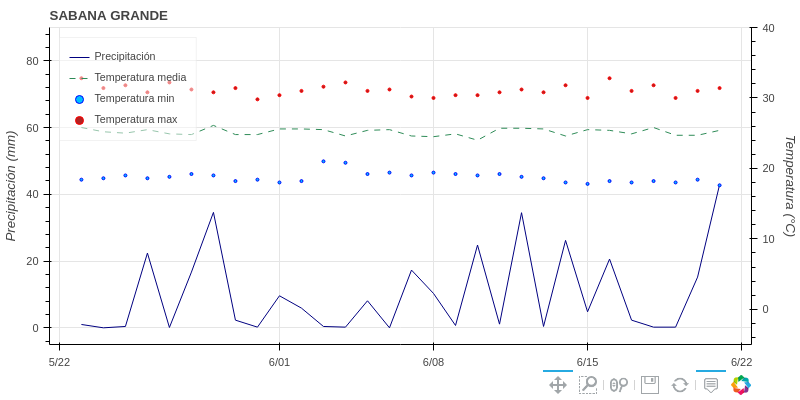 SABANA GRANDE
Precipitación
Temperatura media
Temperatura min
Temperatura max
Precipitación (mm)
80
60
40
20
0
40
30
20
10
0
Temperatura (°C)
5/22
6/01
6/08
6/15
6/22